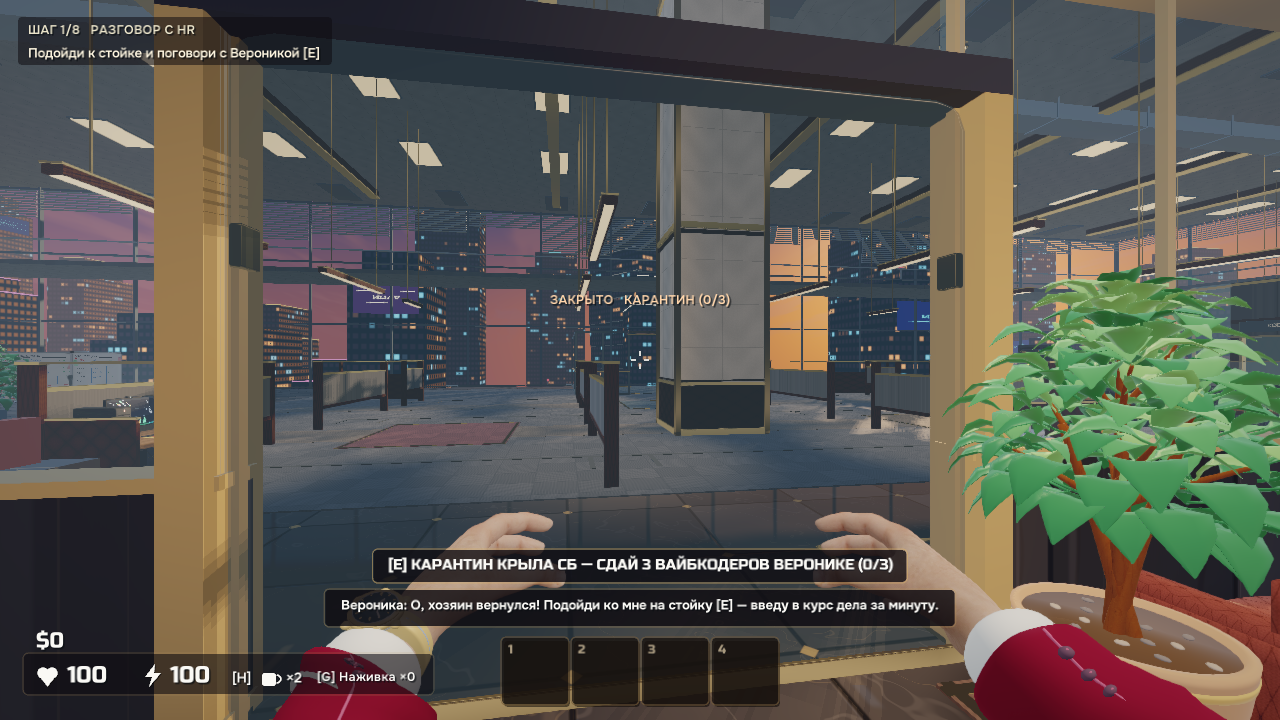 ШАГ 1/8 РАЗГОВОР С HR
Подойди к стойке и поговори с Вероникой [E]
ЗАКРЫТО КАРАНТИН (0/3)
[E] КАРАНТИН КРЫЛА СБ — СДАЙ 3 ВАЙБКОДЕРОВ ВЕРОНИКЕ (0/3)
Вероника: О, хозяин вернулся! Подойди ко мне на стойку [E] — введу в курс дела за минуту.
$0
100 100 [H] ×2 [G] Наживка ×0
1 2 3 4